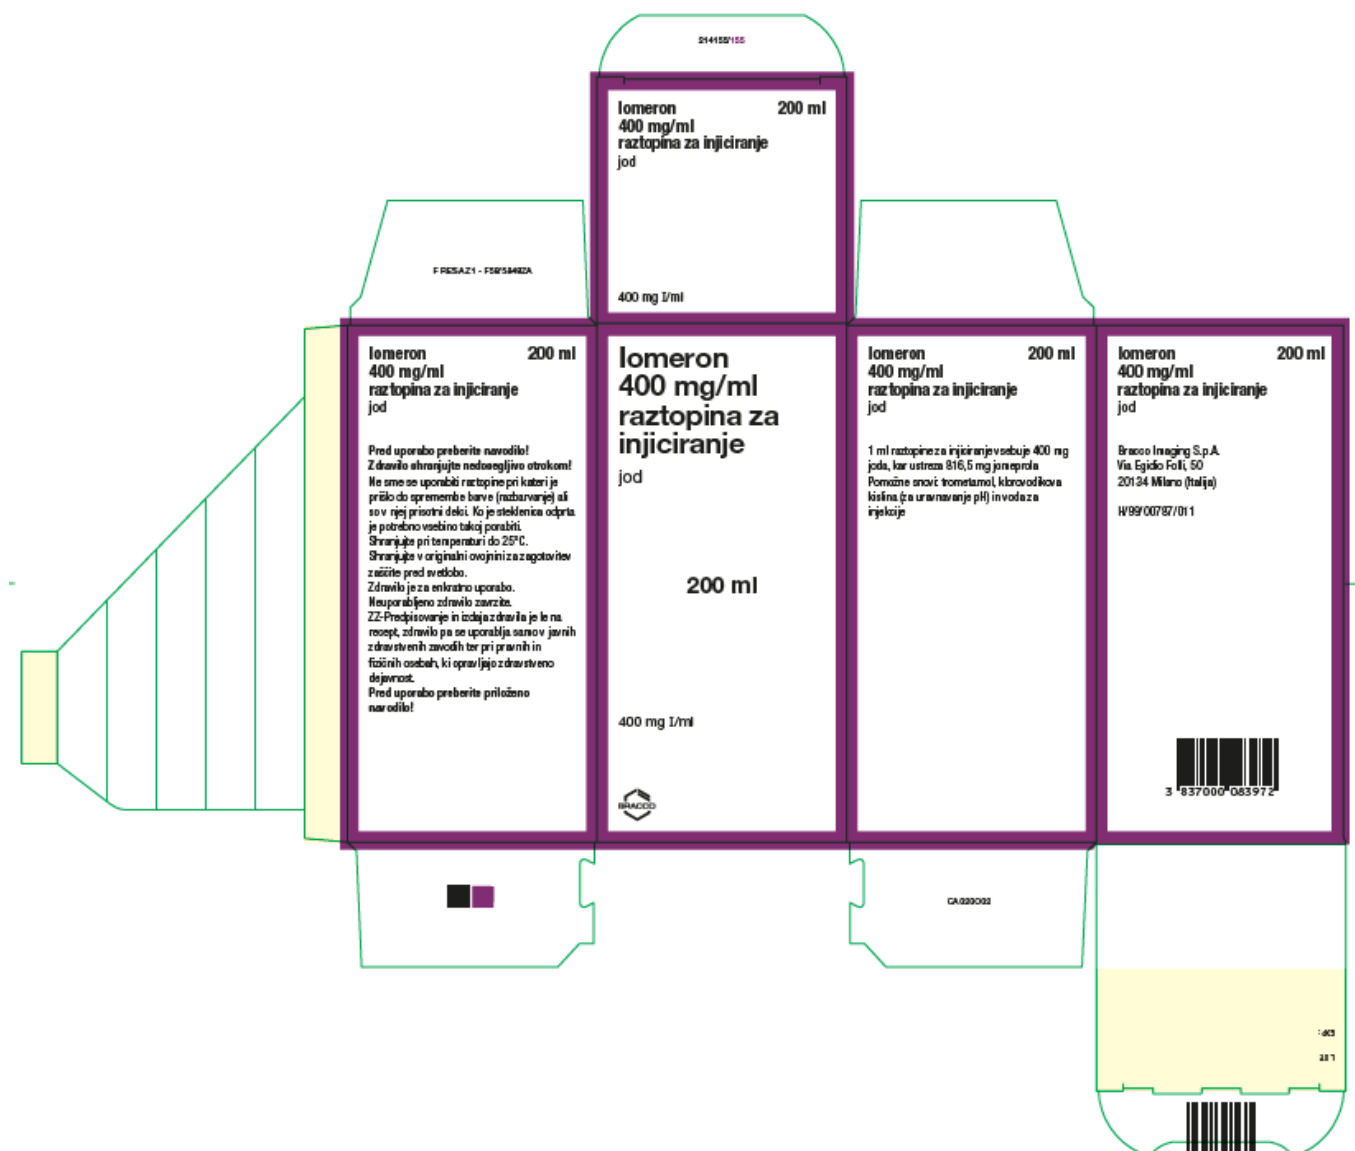 214155/155
Iomeron 200 ml
400 mg/ml
raztopina za injiciranje
jod
400 mg I/ml
Iomeron 200 ml
400 mg/ml
raztopina za injiciranje
jod
Pred uporabo preberite navodilo!
Zdravilo shranjujte nedosegljivo otrokom!
Ne sme se uporabiti raztopine pri kateri je
prišlo do spremembe barve (razbarvanje) ali
so v njej prisotni delci. Ko je steklenica odprta
je potrebno vsebino takoj porabiti.
Shranjujte pri temperaturi do 25°C.
Shranjujte v originalni ovojnini za zagotovitev
zaščite pred svetlobo.
Zdravilo je za enkratno uporabo.
Neuporabljeno zdravilo zavrzite.
ZZ-Predpisovanje in izdaja zdravila je le na
recept, zdravilo pa se uporablja samo v javnih
zdravstvenih zavodih ter pri pravnih in
fizičnih osebah, ki opravljajo zdravstveno
dejavnost.
Pred uporabo preberite priloženo
navodilo!
Iomeron
400 mg/ml
raztopina za
injiciranje
jod
200 ml
400 mg I/ml
BRACCO
Iomeron 200 ml
400 mg/ml
raztopina za injiciranje
jod
1 ml raztopine za injiciranje vsebuje 400 mg
joda, kar ustreza 816,5 mg jomeprola
Pomožne snovi: trometamol, klorovodikova
kislina (za uravnavanje pH) in voda za
injekcije
Iomeron 200 ml
400 mg/ml
raztopina za injiciranje
jod
Bracco Imaging S.p.A.
Via Egidio Folli, 50
20134 Milano (Italija)
H/99/00787/011
3 837000 083972
CA020002